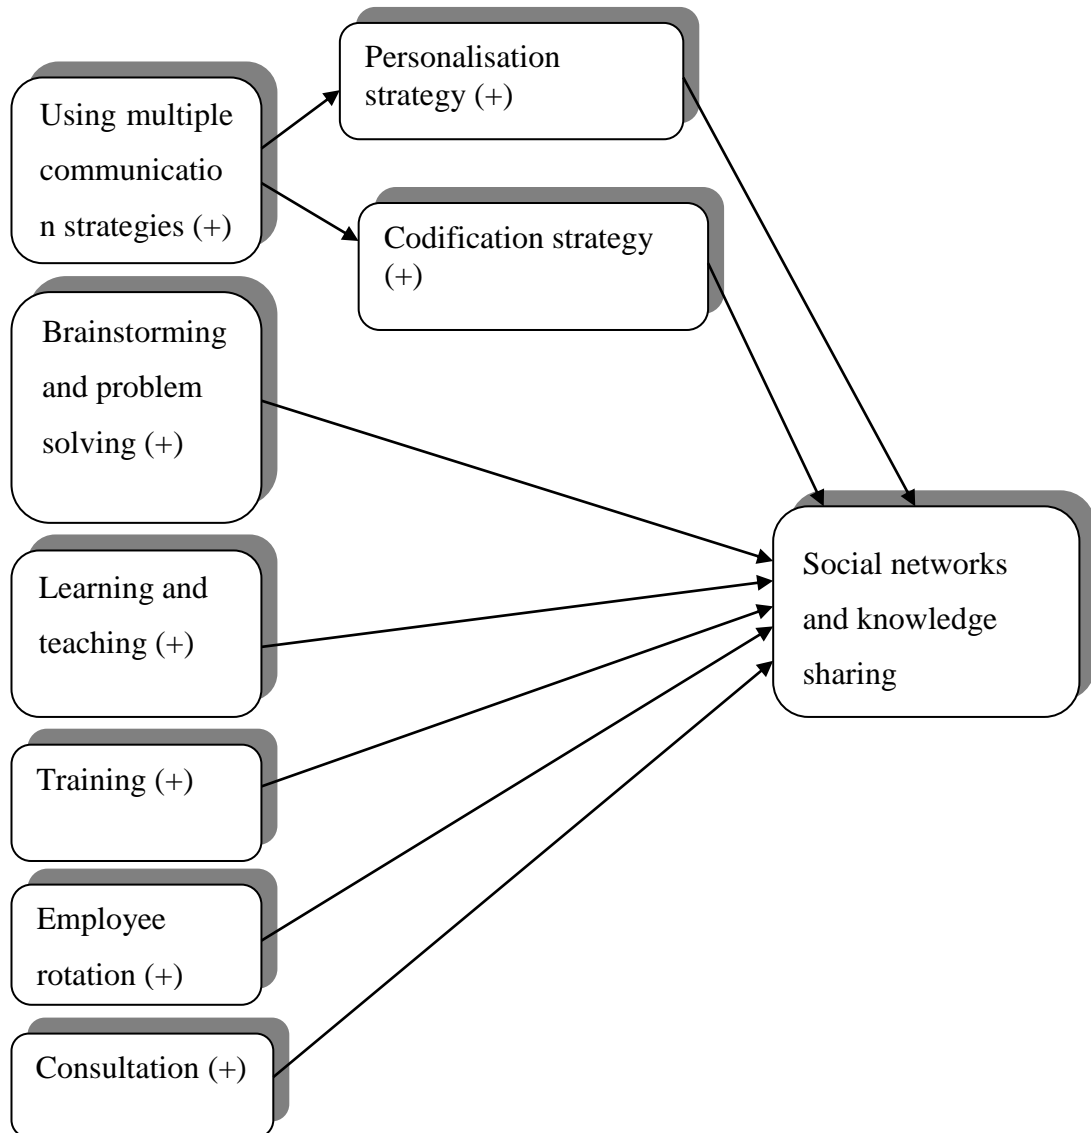 Personalisation
strategy (+)
Using multiple
communicatio
n strategies (+)
Codification strategy
(+)
Brainstorming
and problem
solving (+)
Learning and
teaching (+)
Social networks
and knowledge
sharing
Training (+)
Employee
rotation (+)
Consultation (+)